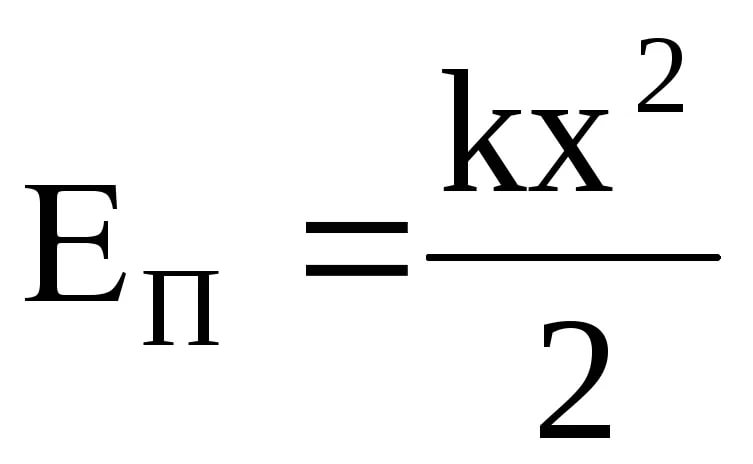 Eп = kx²/2